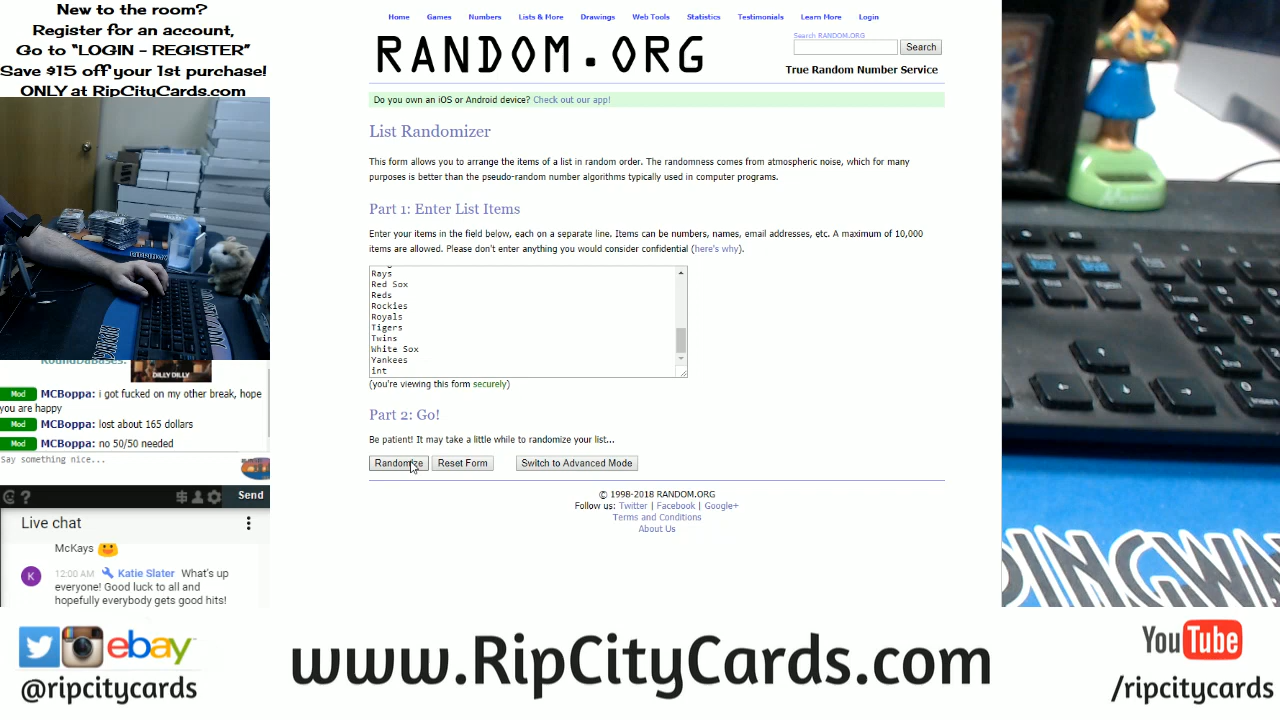 New to the room?
Register for an account,
Go to “LOGIN - REGISTER”
Save $15 off your 1st purchase!
ONLY at RipCityCards.com
DILLY DILLY
Mod MCBoppa: i got fucked on my other break, hope
you are happy
Mod MCBoppa: lost about 165 dollars
Mod MCBoppa: no 50/50 needed
Say something nice...
Send
Live chat
McKays
K 12:00 AM Katie Slater What's up
everyone! Good luck to all and
hopefully everybody gets good hits!
Home Games Numbers Lists & More Drawings Web Tools Statistics Testimonials Learn More Login
RANDOM.ORG
Search RANDOM.ORG
Search
True Random Number Service
Do you own an iOS or Android device? Check out our app!
List Randomizer
This form allows you to arrange the items of a list in random order. The randomness comes from atmospheric noise, which for many
purposes is better than the pseudo-random number algorithms typically used in computer programs.
Part 1: Enter List Items
Enter your items in the field below, each on a separate line. Items can be numbers, names, email addresses, etc. A maximum of 10,000
items are allowed. Please don't enter anything you would consider confidential (here's why).
Rays
Red Sox
Reds
Rockies
Royals
Tigers
Twins
White Sox
Yankees
int
(you're viewing this form securely)
Part 2: Go!
Be patient! It may take a little while to randomize your list...
Randomize Reset Form Switch to Advanced Mode
© 1998-2018 RANDOM.ORG
Follow us: Twitter | Facebook | Google+
Terms and Conditions
About Us
DINGWA
ebay
@ripcitycards
www.RipCityCards.com
YouTube
/ripcitycards